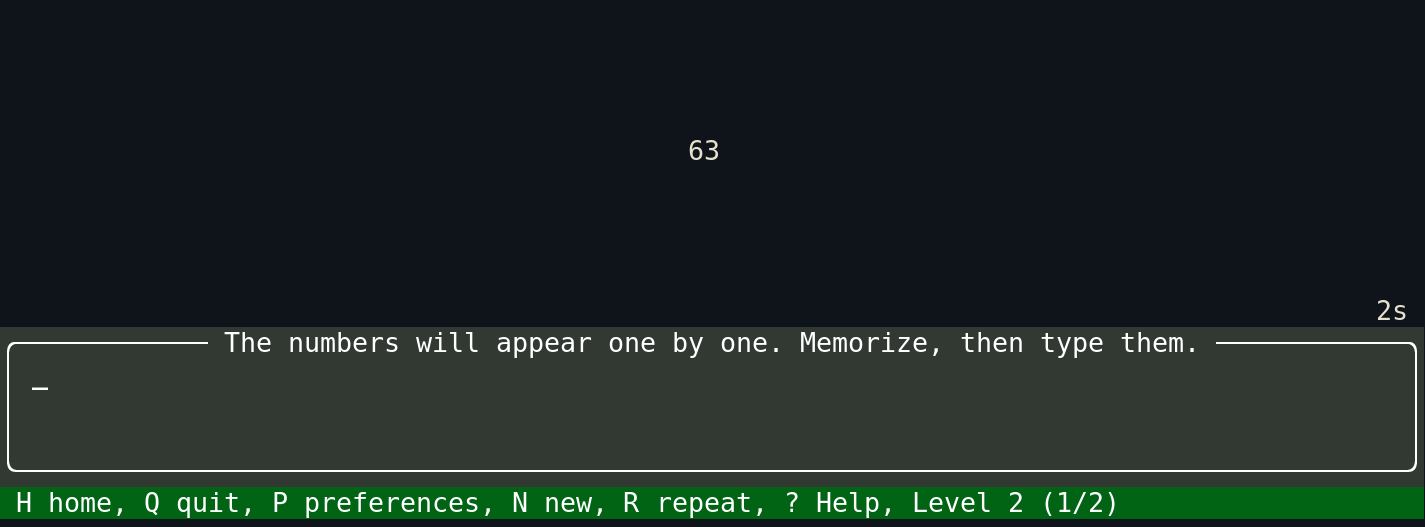 63
2s
The numbers will appear one by one. Memorize, then type them.
_
H home, Q quit, P preferences, N new, R repeat, ? Help, Level 2 (1/2)